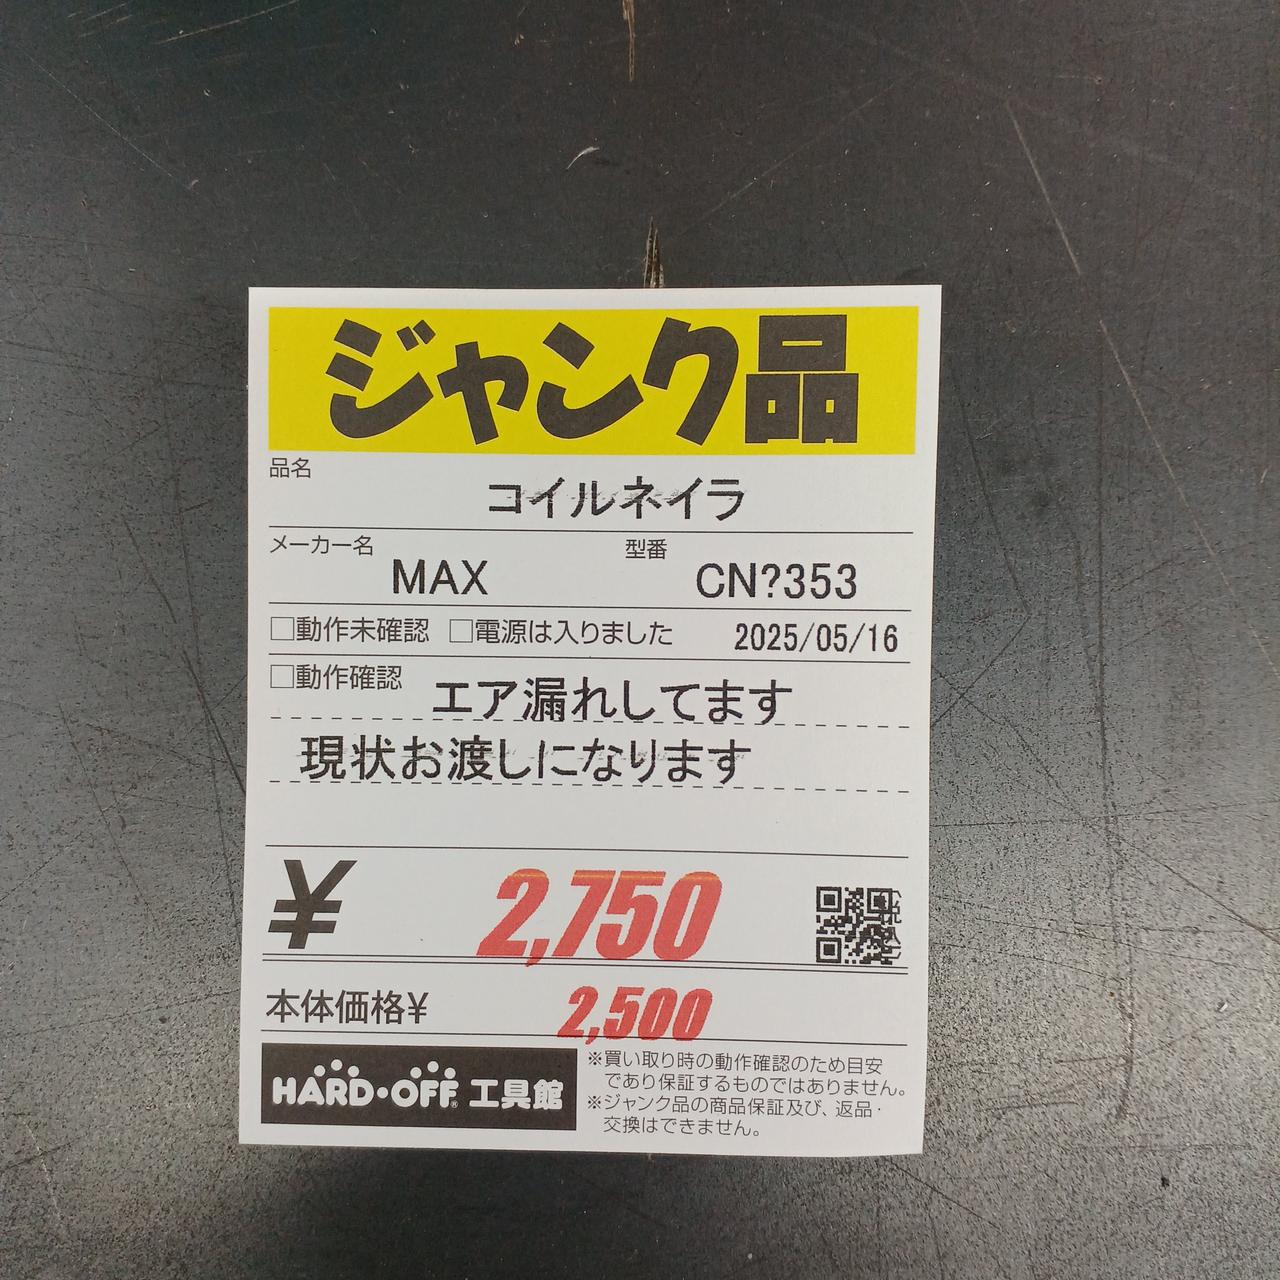 ジャンク品
品名
コイルネイラ
メーカー名 MAX 型番 CN?353
□動作未確認 □電源は入りました 2025/05/16
□動作確認 エア漏れしてます
現状お渡しになります
¥ 2,750
本体価格¥ 2,500
HARD・OFF® 工具館
※買い取り時の動作確認のため目安
であり保証するものではありません。
※ジャンク品の商品保証及び、返品・
交換はできません。